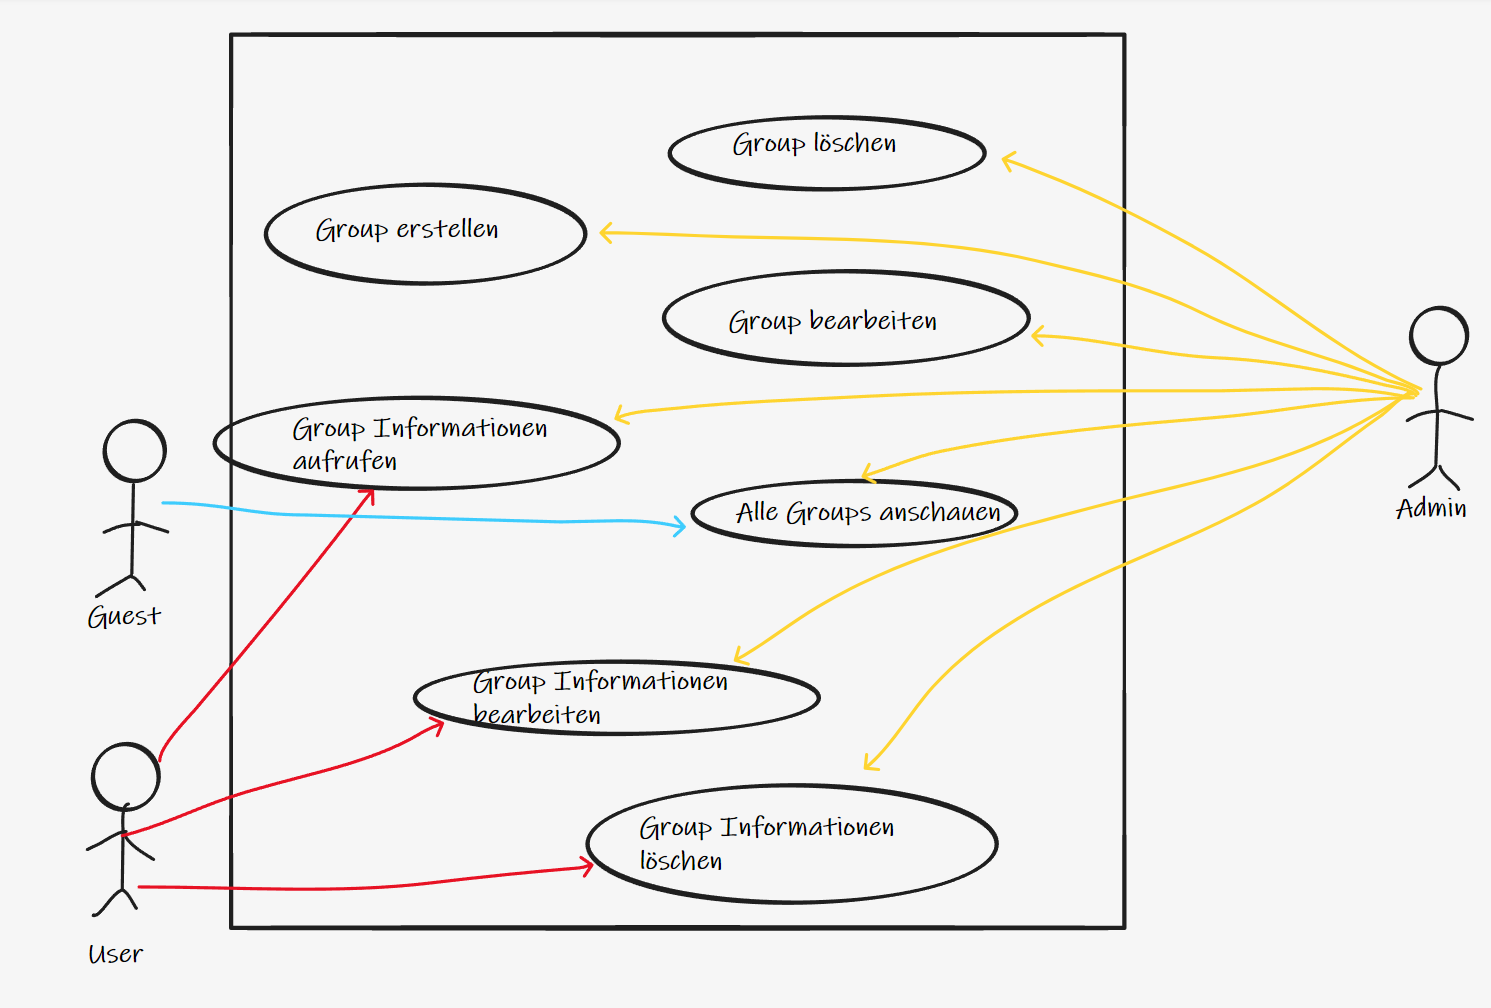 Group löschen
Group erstellen
Group bearbeiten
Group Informationen
aufrufen
Alle Groups anschauen
Admin
Guest
Group Informationen
bearbeiten
Group Informationen
löschen
User